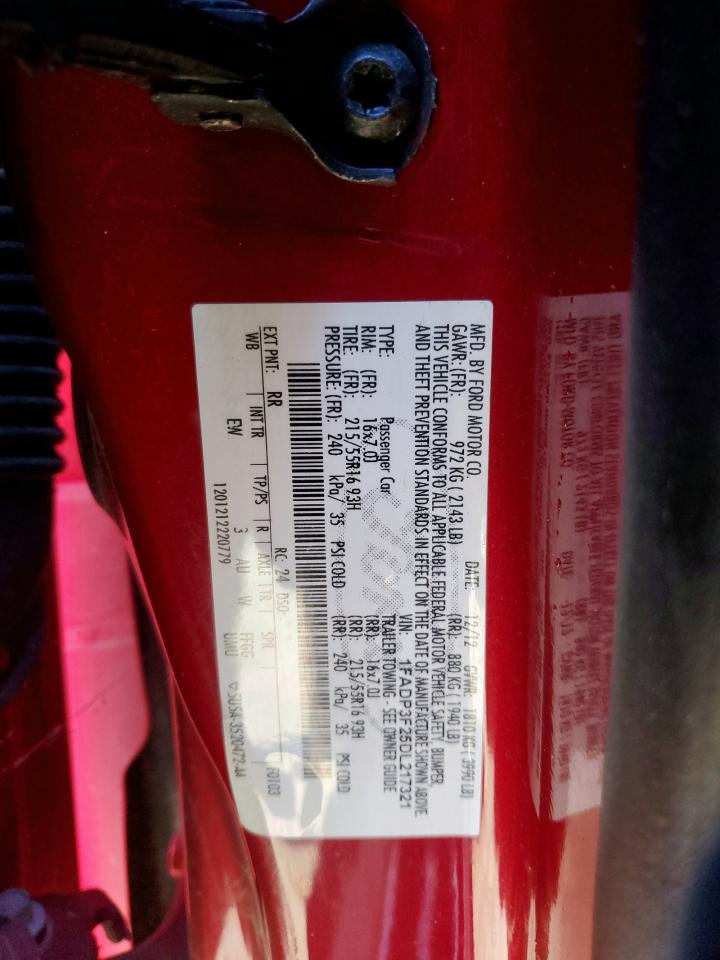 MFD. BY FORD MOTOR CO.
DATE: 12/12 GVWR: 1810 KG ( 3990 LB)
GAWR: (FR): 972 KG ( 2143 LB) (RR): 880 KG ( 1940 LB)
THIS VEHICLE CONFORMS TO ALL APPLICABLE FEDERAL MOTOR VEHICLE SAFETY, BUMPER,
AND THEFT PREVENTION STANDARDS IN EFFECT ON THE DATE OF MANUFACTURE SHOWN ABOVE.
VIN: 1FADP3F25DL217321
TYPE: Passenger Car TRAILER TOWING - SEE OWNER GUIDE
RIM: (FR): 16x7.0J (RR): 16x7.0J
TIRE: (FR): 215/55R16 93H (RR): 215/55R16 93H
PRESSURE: (FR): 240 kPa/ 35 PSI COLD (RR): 240 kPa/ 35 PSI COLD
RC: 24 DSO: F0103
EXT PNT: RR INT TR TP/PS R AXLE TR SPR
WB EW 3 AU W FFGG
1201212220779 UAIU